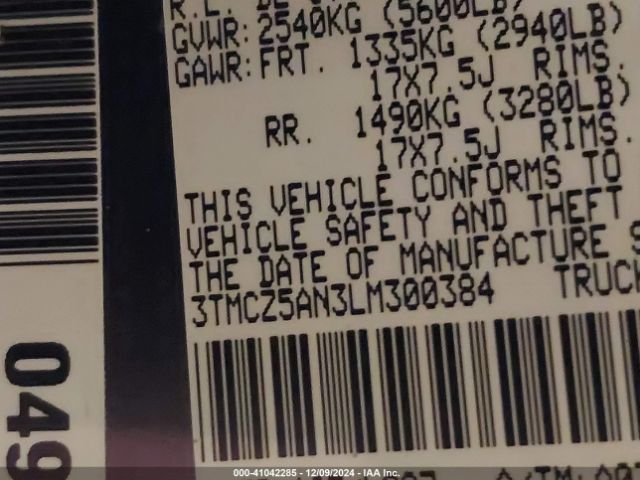 GVWR: 2540KG (5600LB)
GAWR: FRT. 1335KG (2940LB)
17X7.5J RIMS.
RR. 1490KG (3280LB)
17X7.5J RIMS.
THIS VEHICLE CONFORMS TO
VEHICLE SAFETY AND THEFT
THE DATE OF MANUFACTURE S
3TMCZ5AN3LM300384 TRUCK
049
000-41042285 - 12/09/2024 - IAA Inc.